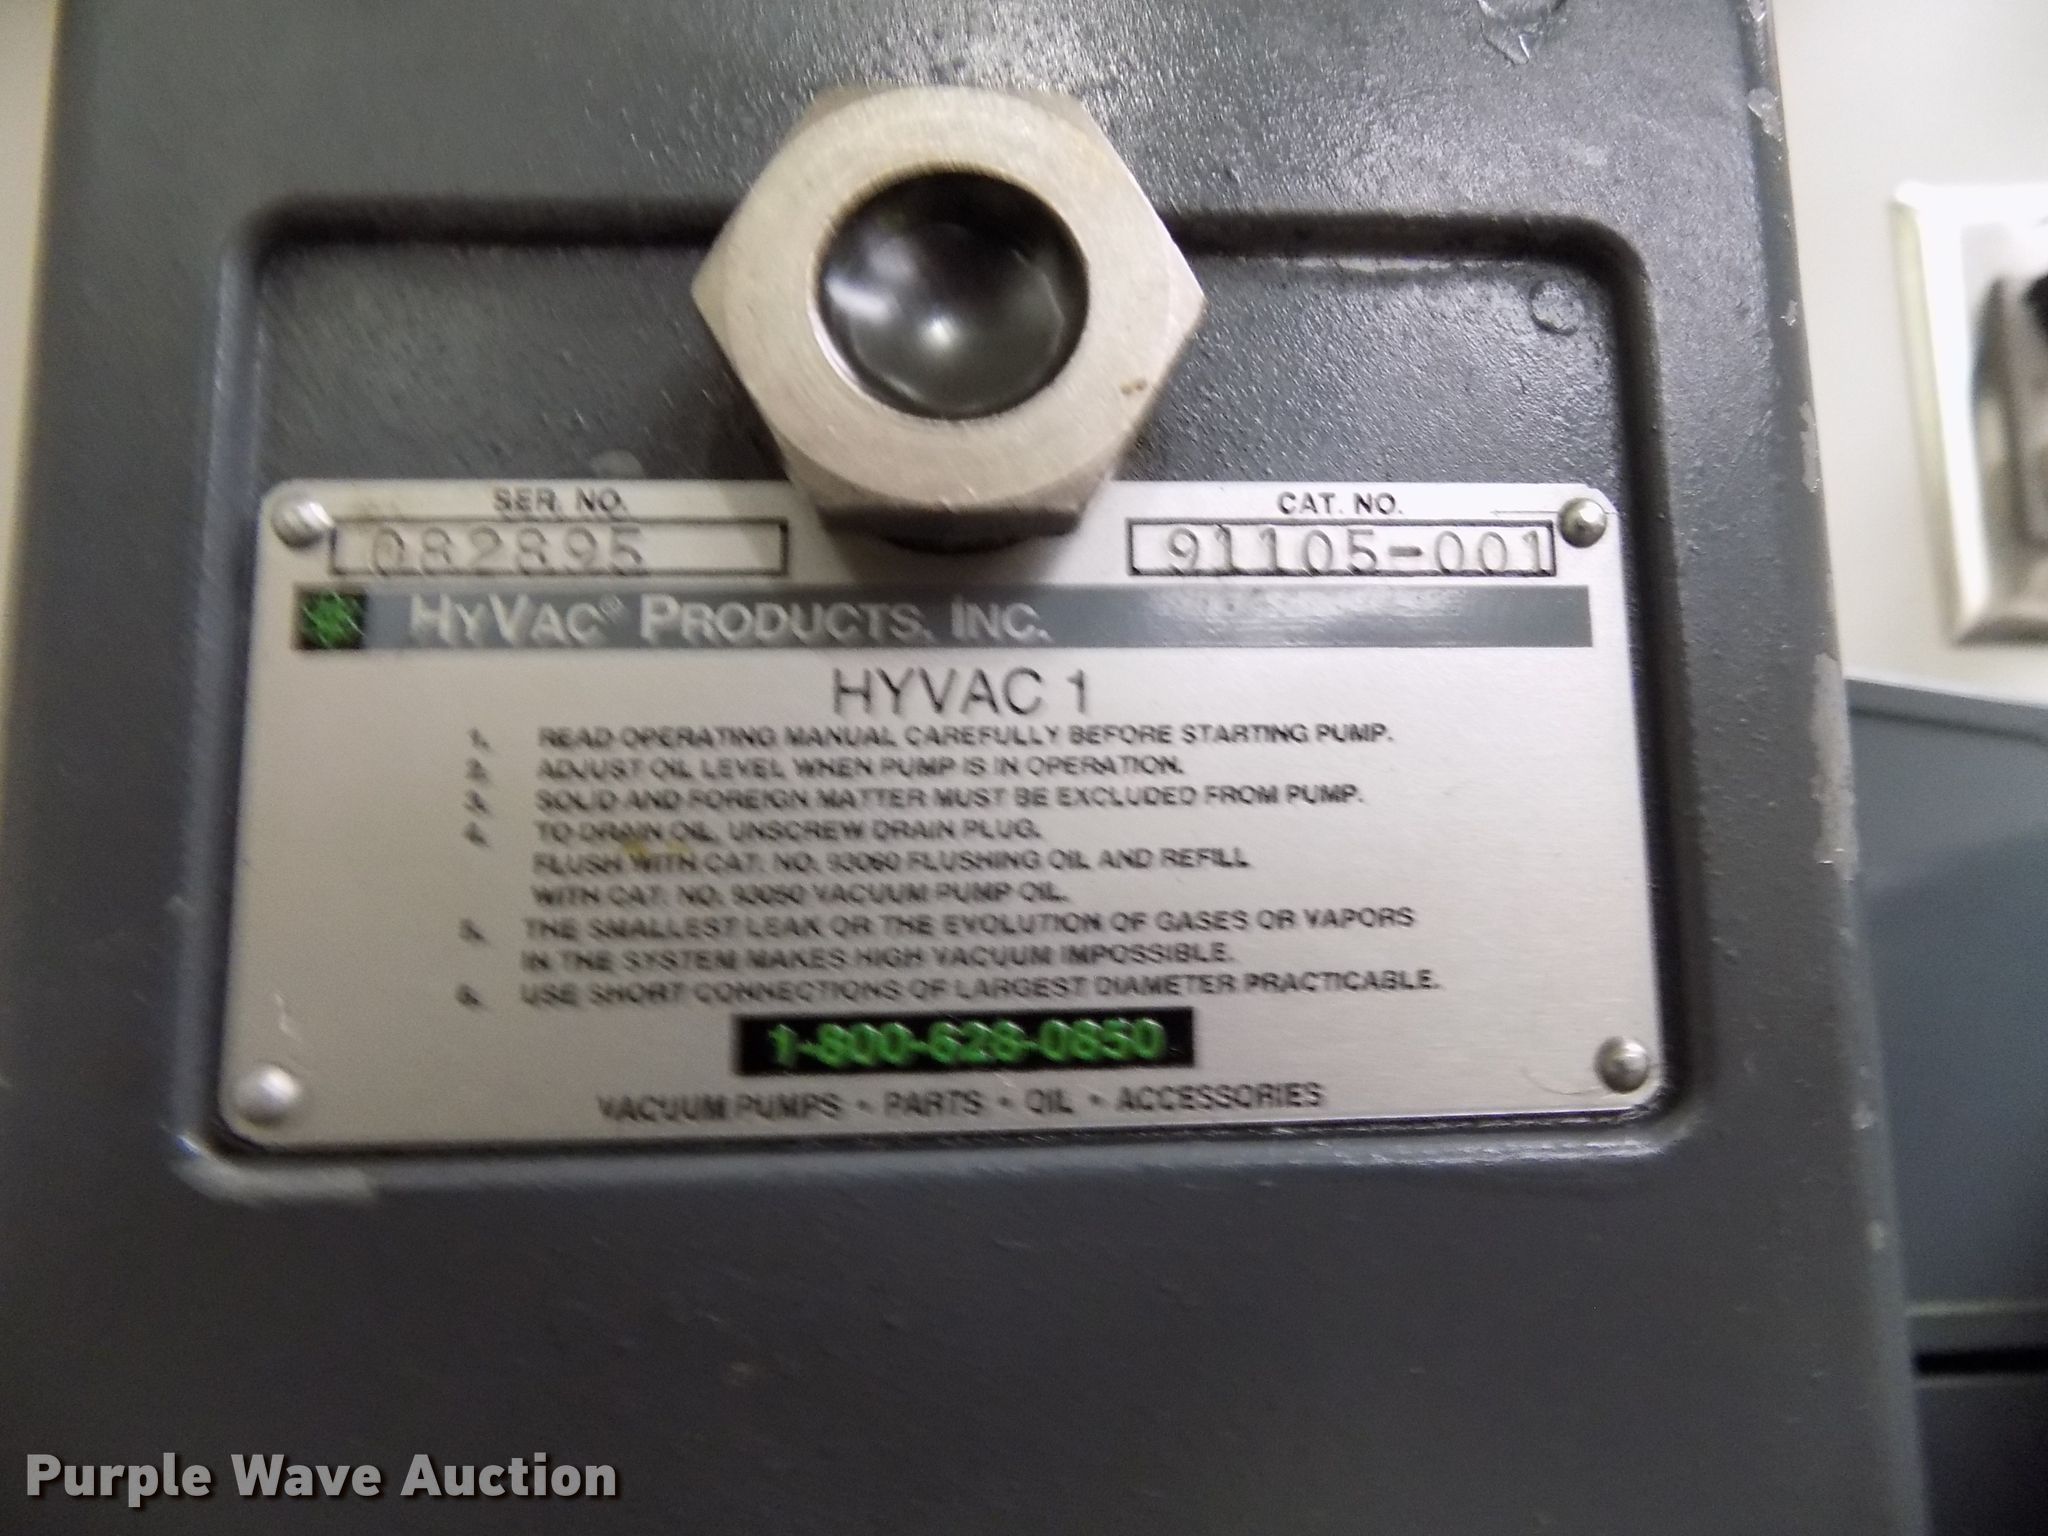 SER. NO.
082895
CAT. NO.
91105-001
HYVAC® PRODUCTS, INC.
HYVAC 1
1. READ OPERATING MANUAL CAREFULLY BEFORE STARTING PUMP.
2. ADJUST OIL LEVEL WHEN PUMP IS IN OPERATION.
3. SOLID AND FOREIGN MATTER MUST BE EXCLUDED FROM PUMP.
4. TO DRAIN OIL, UNSCREW DRAIN PLUG.
FLUSH WITH CAT. NO. 93060 FLUSHING OIL AND REFILL
WITH CAT. NO. 93050 VACUUM PUMP OIL.
5. THE SMALLEST LEAK OR THE EVOLUTION OF GASES OR VAPORS
IN THE SYSTEM MAKES HIGH VACUUM IMPOSSIBLE.
6. USE SHORT CONNECTIONS OF LARGEST DIAMETER PRACTICABLE.
1-800-628-0850
VACUUM PUMPS • PARTS • OIL • ACCESSORIES
Purple Wave Auction